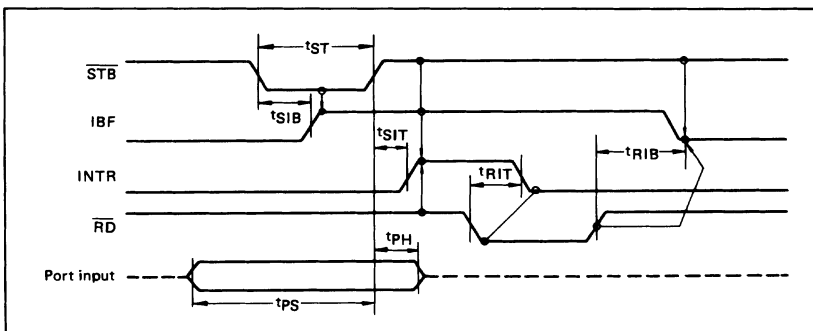 tST
STB
tSIB
IBF
tSIT
tRIB
INTR
tRIT
RD
tPH
Port input
tPS